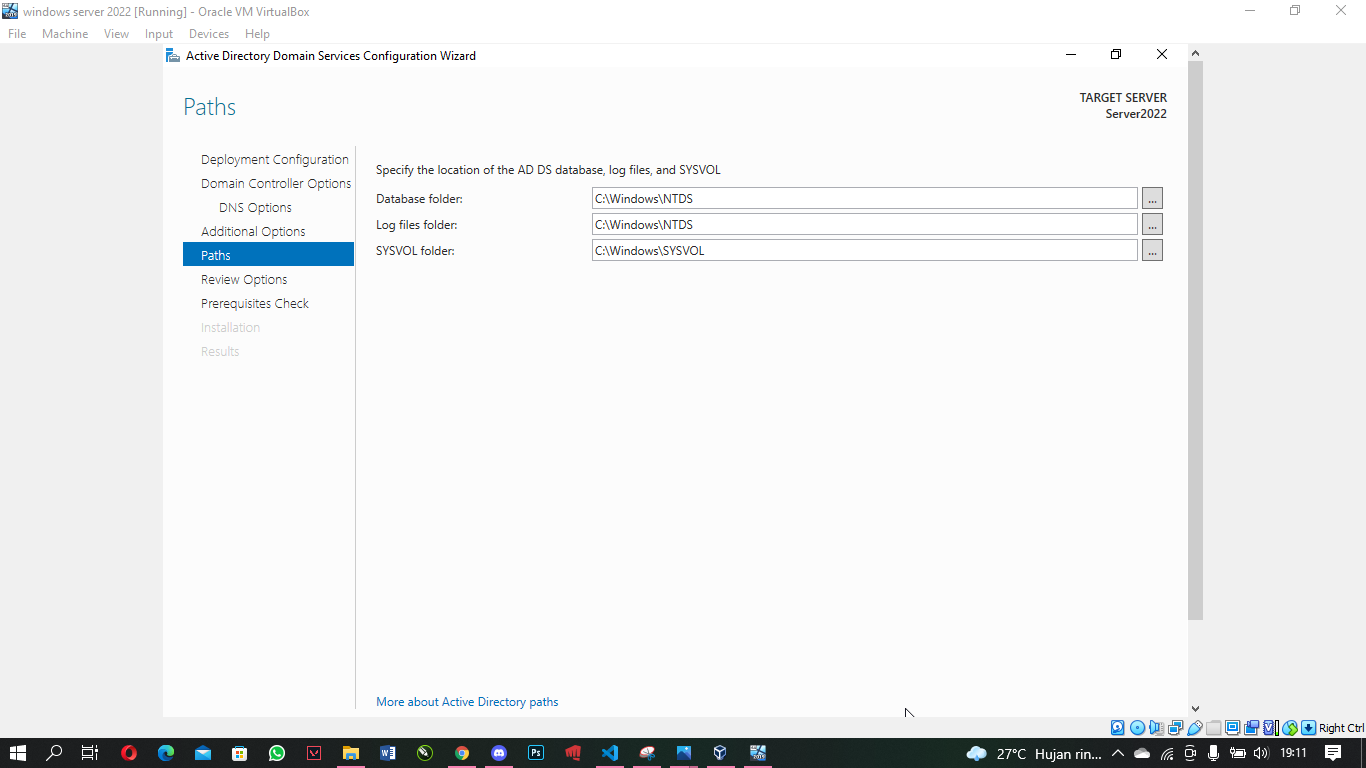 windows server 2022 [Running] - Oracle VM VirtualBox
File Machine View Input Devices Help
Active Directory Domain Services Configuration Wizard
Paths
TARGET SERVER
Server2022
Deployment Configuration
Domain Controller Options
DNS Options
Additional Options
Paths
Review Options
Prerequisites Check
Installation
Results
Specify the location of the AD DS database, log files, and SYSVOL
Database folder: C:\Windows\NTDS ...
Log files folder: C:\Windows\NTDS ...
SYSVOL folder: C:\Windows\SYSVOL ...
More about Active Directory paths
Right Ctrl
27°C Hujan rin... 19:11